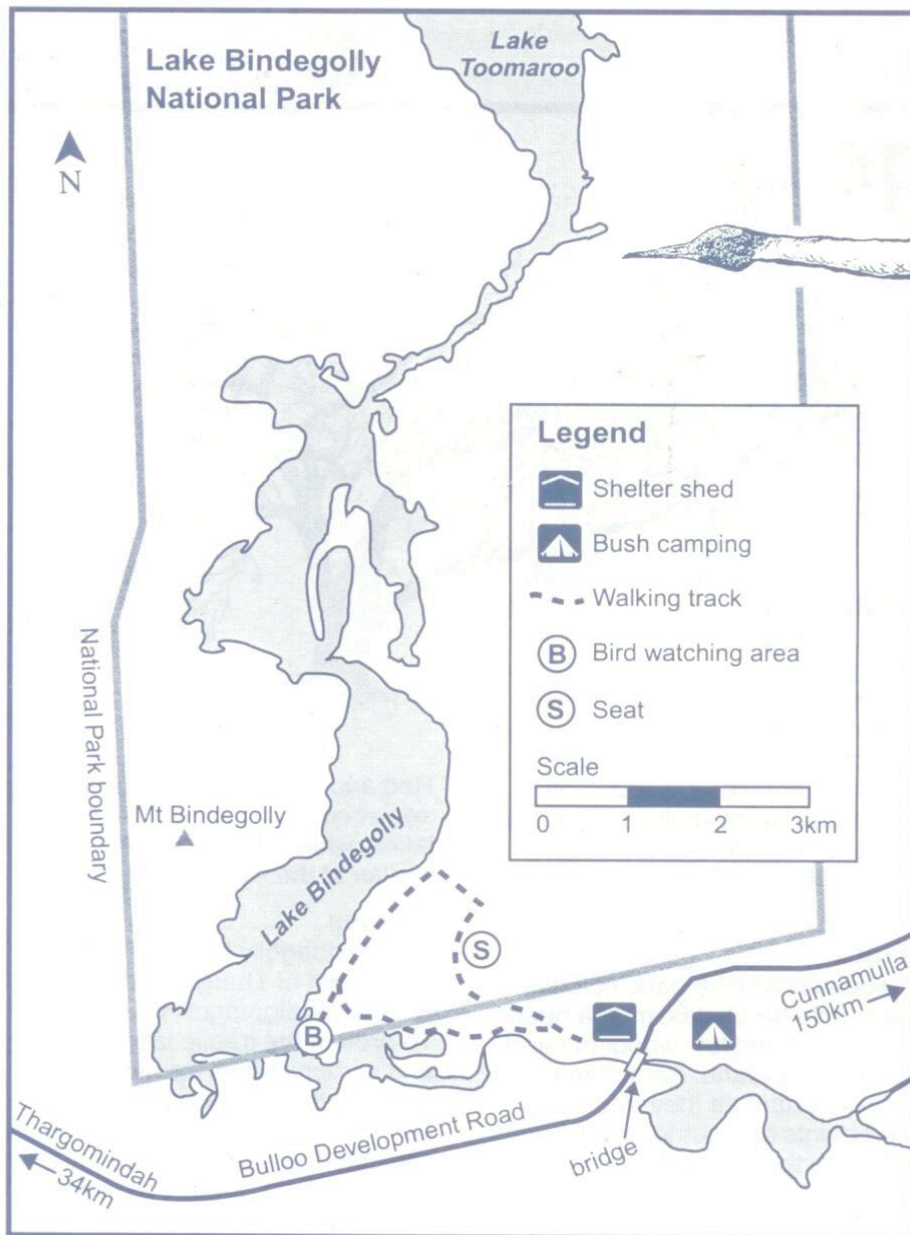 Lake Bindegolly
National Park
Lake
Toomaroo
N
Legend
Shelter shed
Bush camping
Walking track
B Bird watching area
S Seat
Scale
0 1 2 3km
National Park boundary
Mt Bindegolly
Lake Bindegolly
S
B
Cunnamulla
150km
Thargomindah
34km
Bulloo Development Road
bridge